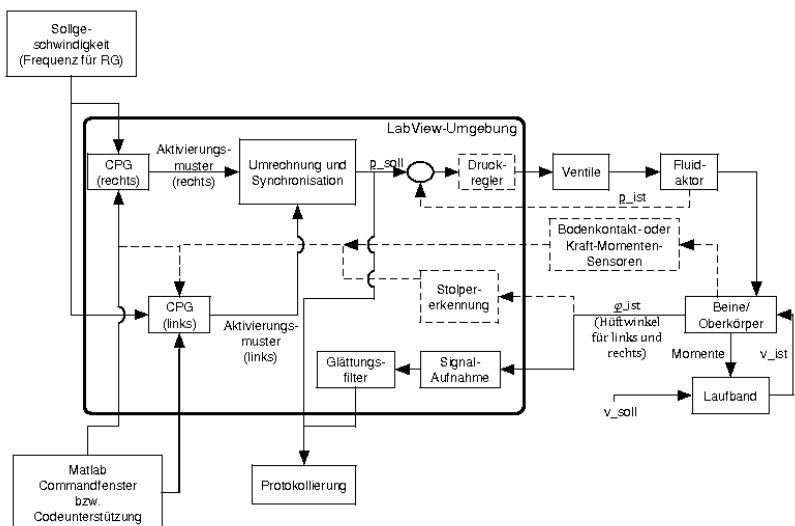 Sollge-
schwindigkeit
(Frequenz für RG)
LabView-Umgebung
CPG
(rechts)
Aktivierungs-
muster
(rechts)
Umrechnung und
Synchronisation
p_soll
Druck-
regler
Ventile
Fluid-
aktor
p_ist
Bodenkontakt- oder
Kraft-Momenten-
Sensoren
CPG
(links)
Aktivierungs-
muster
(links)
Stolper-
erkennung
φ_ist
(Hüftwinkel
für links und
rechts)
Beine/
Oberkörper
Momente
v_ist
Glättungs-
filter
Signal-
Aufnahme
Laufband
v_soll
Matlab
Commandfenster
bzw.
Codeunterstützung
Protokollierung